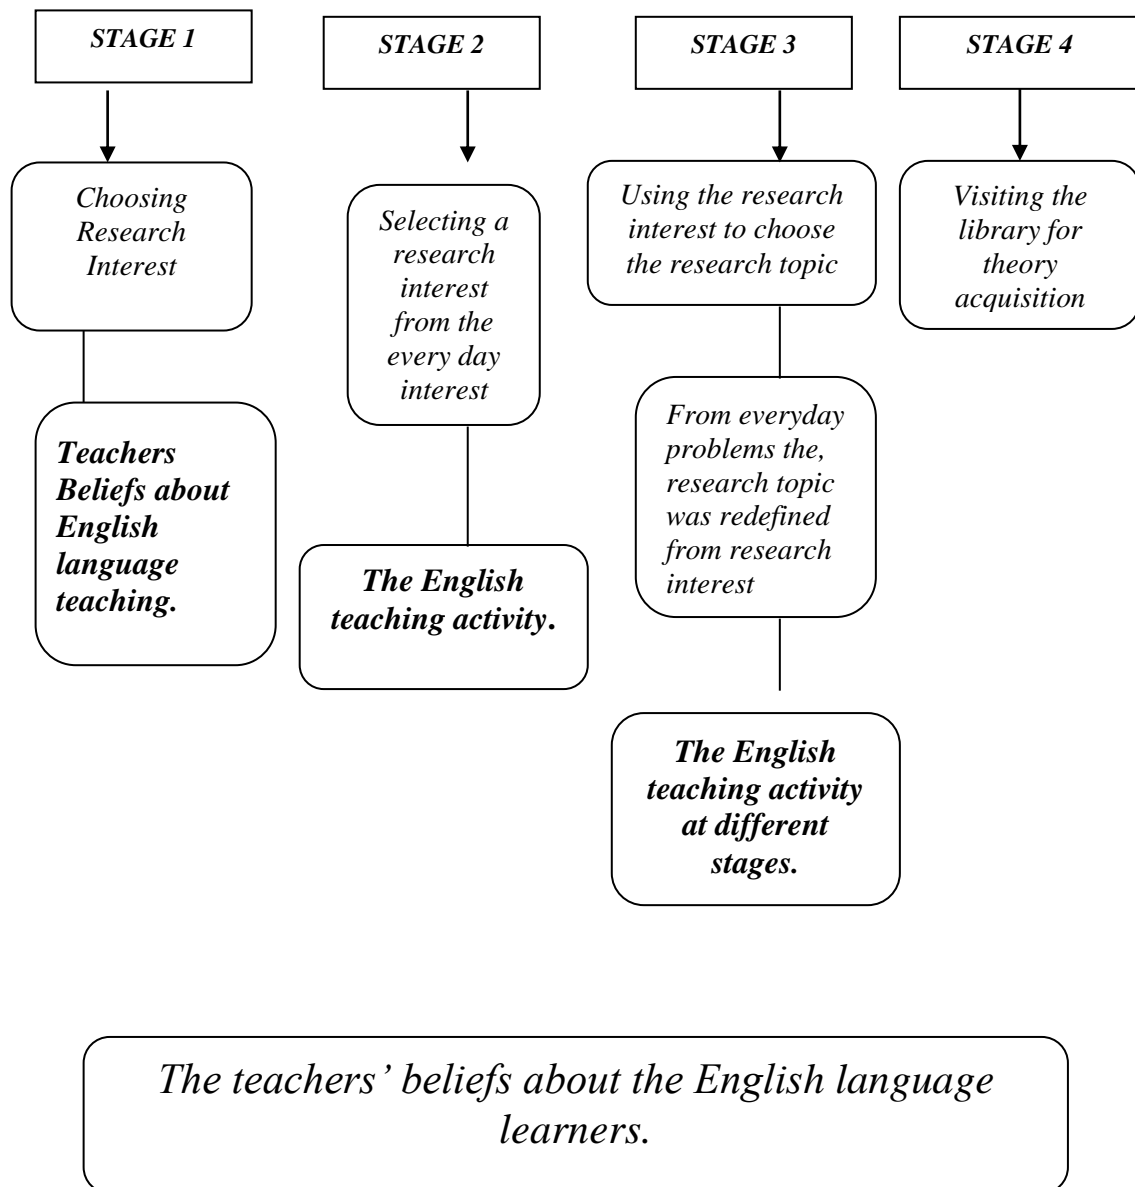 STAGE 1
Choosing
Research
Interest
Teachers
Beliefs about
English
language
teaching.
STAGE 2
Selecting a
research
interest
from the
every day
interest
The English
teaching activity.
STAGE 3
Using the research
interest to choose
the research topic
From everyday
problems the,
research topic
was redefined
from research
interest
The English
teaching activity
at different
stages.
STAGE 4
Visiting the
library for
theory
acquisition
The teachers’ beliefs about the English language
learners.